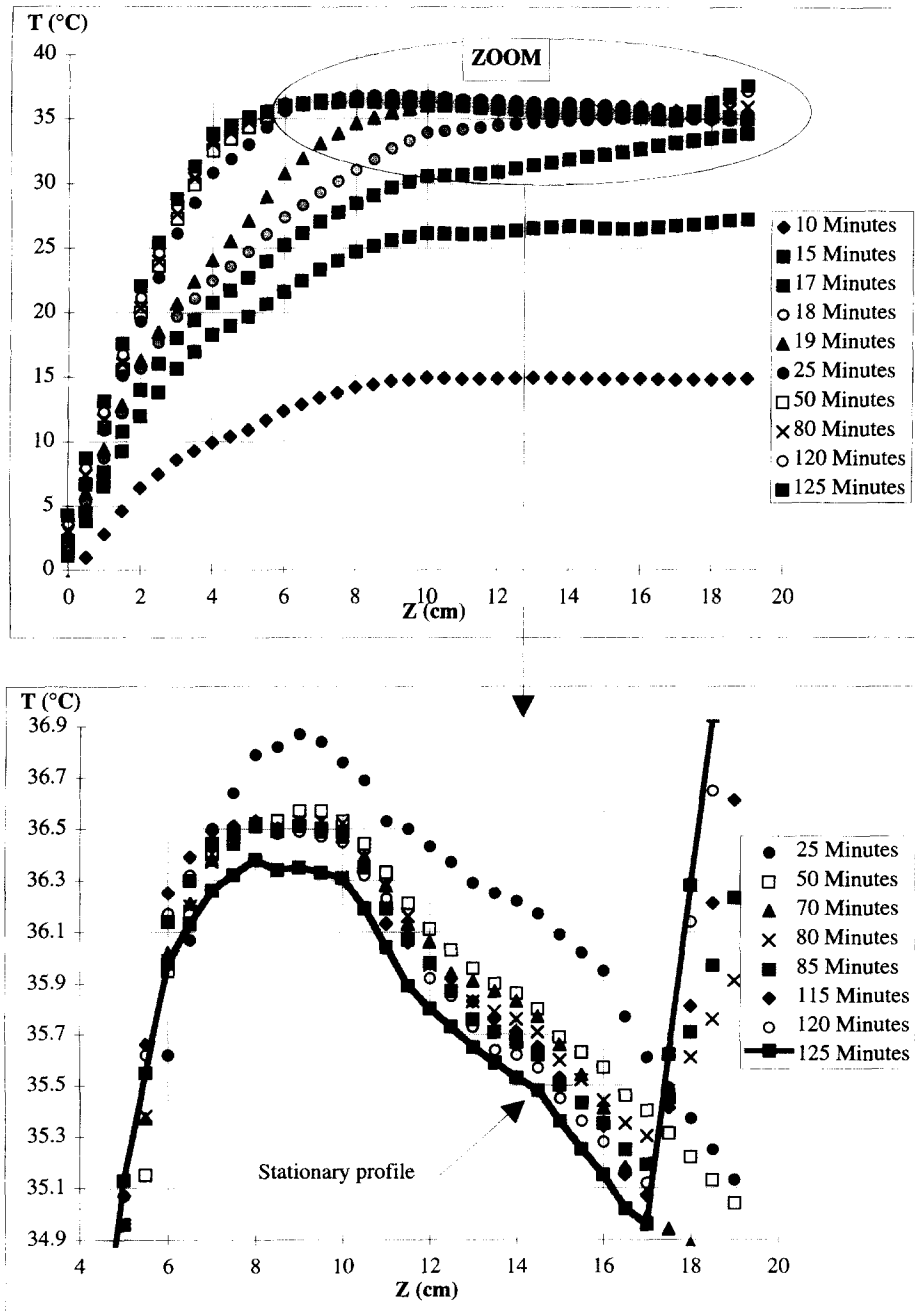 T (°C)
40
35
30
25
20
15
10
5
0
ZOOM
10 Minutes
15 Minutes
17 Minutes
18 Minutes
19 Minutes
25 Minutes
50 Minutes
80 Minutes
120 Minutes
125 Minutes
0 2 4 6 8 10 12 14 16 18 20
Z (cm)
T (°C)
36.9
36.7
36.5
36.3
36.1
35.9
35.7
35.5
35.3
35.1
34.9
25 Minutes
50 Minutes
70 Minutes
80 Minutes
85 Minutes
115 Minutes
120 Minutes
125 Minutes
Stationary profile
4 6 8 10 12 14 16 18 20
Z (cm)